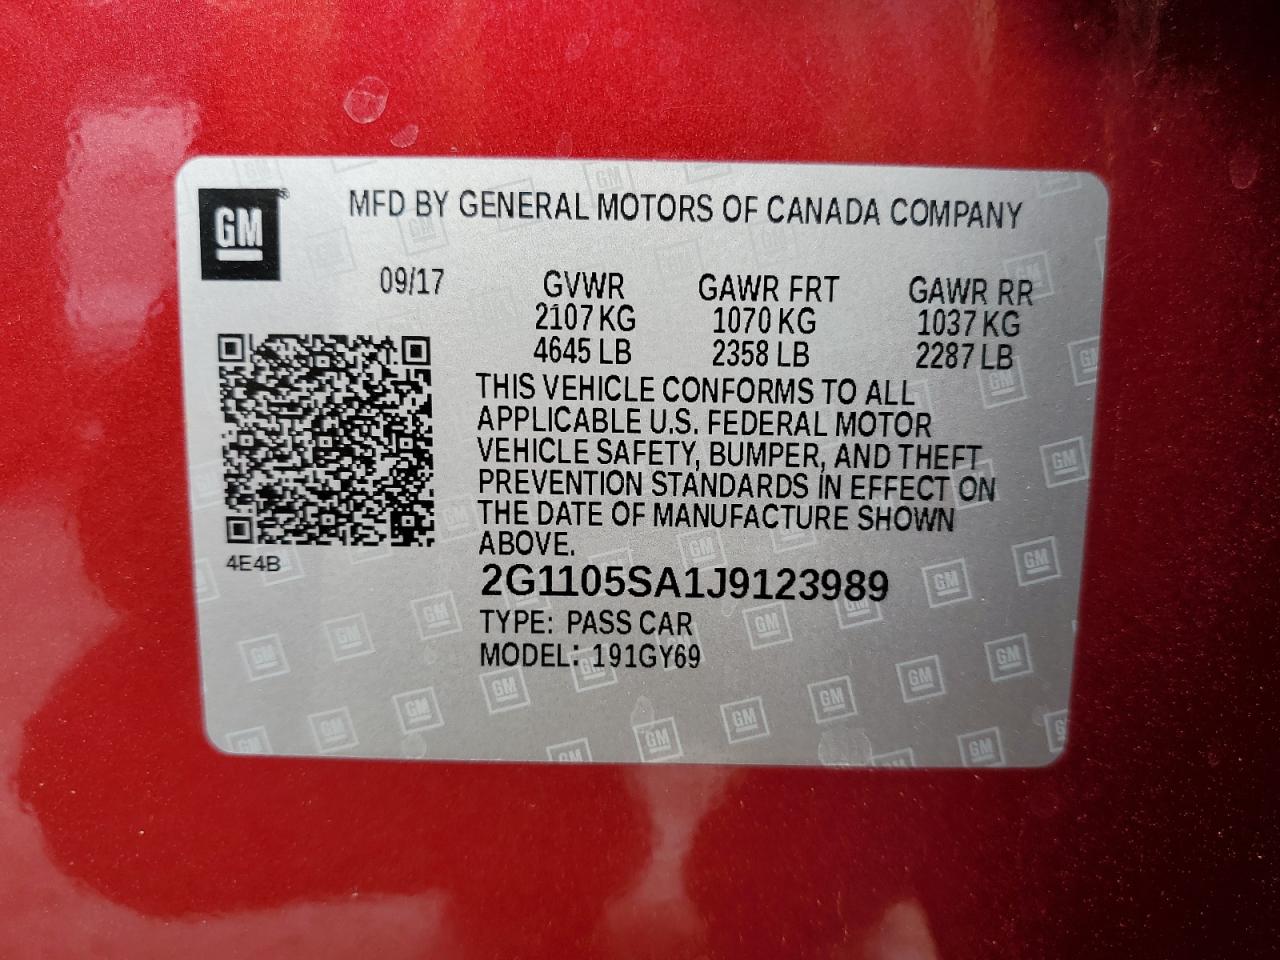 GM®
MFD BY GENERAL MOTORS OF CANADA COMPANY
09/17 GVWR GAWR FRT GAWR RR
2107 KG 1070 KG 1037 KG
4645 LB 2358 LB 2287 LB
THIS VEHICLE CONFORMS TO ALL
APPLICABLE U.S. FEDERAL MOTOR
VEHICLE SAFETY, BUMPER, AND THEFT
PREVENTION STANDARDS IN EFFECT ON
THE DATE OF MANUFACTURE SHOWN
ABOVE.
4E4B
2G1105SA1J9123989
TYPE: PASS CAR
MODEL: 191GY69